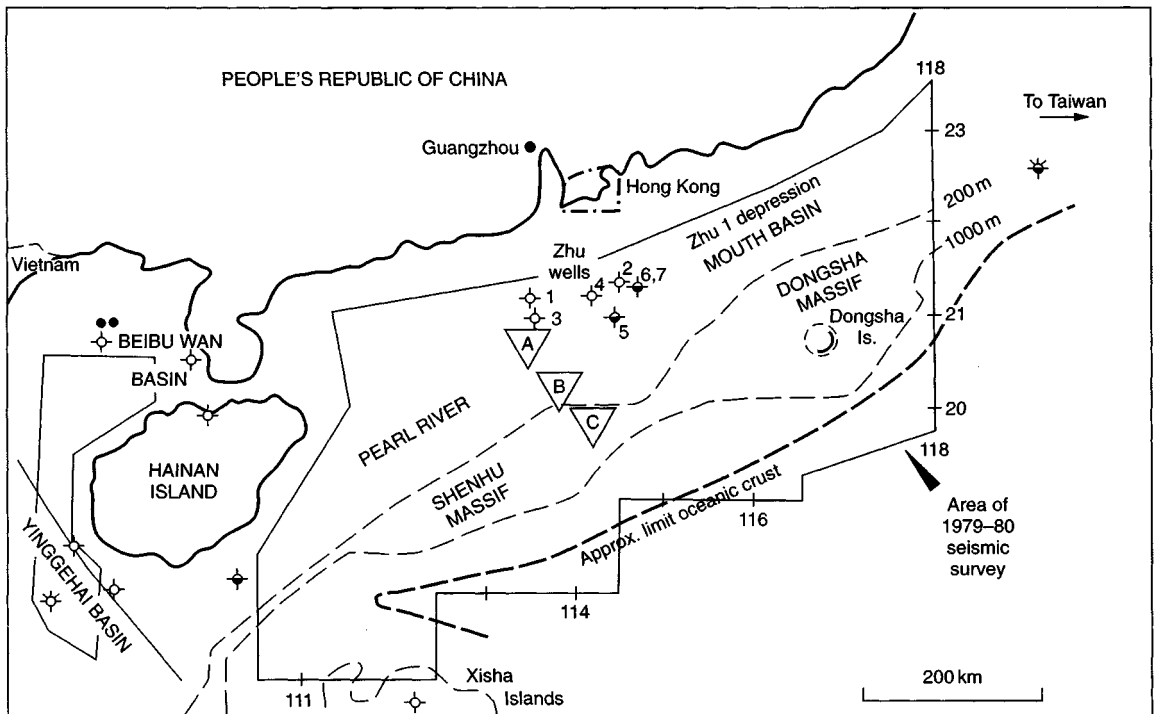 PEOPLE'S REPUBLIC OF CHINA
118
To Taiwan
23
Guangzhou
Hong Kong
200 m
1000 m
Zhu 1 depression
MOUTH BASIN
Vietnam
Zhu
wells
2
6,7
4
1
3
5
DONGSHA
MASSIF
Dongsha
Is.
21
BEIBU WAN
BASIN
A
B
C
20
118
PEARL RIVER
HAINAN
ISLAND
SHENHU
MASSIF
Approx. limit oceanic crust
116
Area of
1979–80
seismic
survey
YINGGEHAI BASIN
114
111
Xisha
Islands
200 km